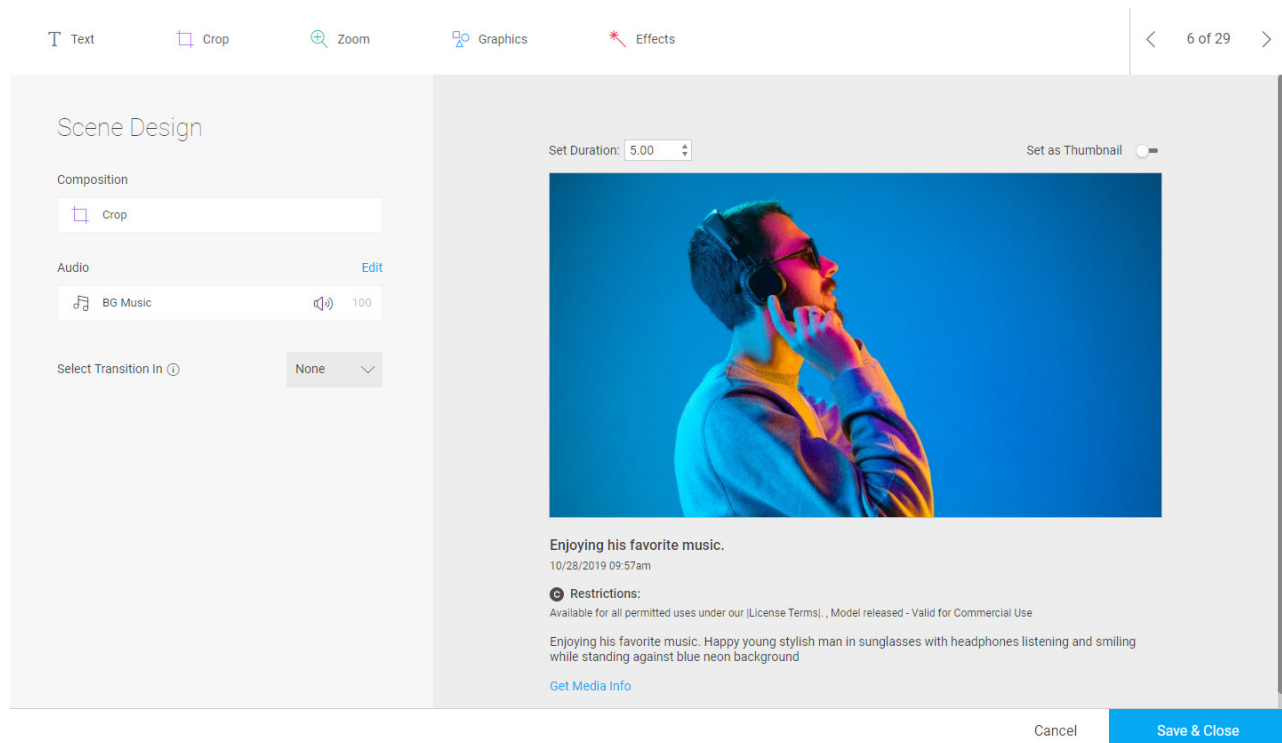 Text
Crop
Zoom
Graphics
Effects
6 of 29
Scene Design
Composition
Crop
Audio
Edit
BG Music
100
Select Transition In
None
Set Duration: 5.00
Set as Thumbnail
Enjoying his favorite music.
10/28/2019 09:57am
C Restrictions:
Available for all permitted uses under our |License Terms|. , Model released - Valid for Commercial Use
Enjoying his favorite music. Happy young stylish man in sunglasses with headphones listening and smiling
while standing against blue neon background
Get Media Info
Cancel
Save & Close